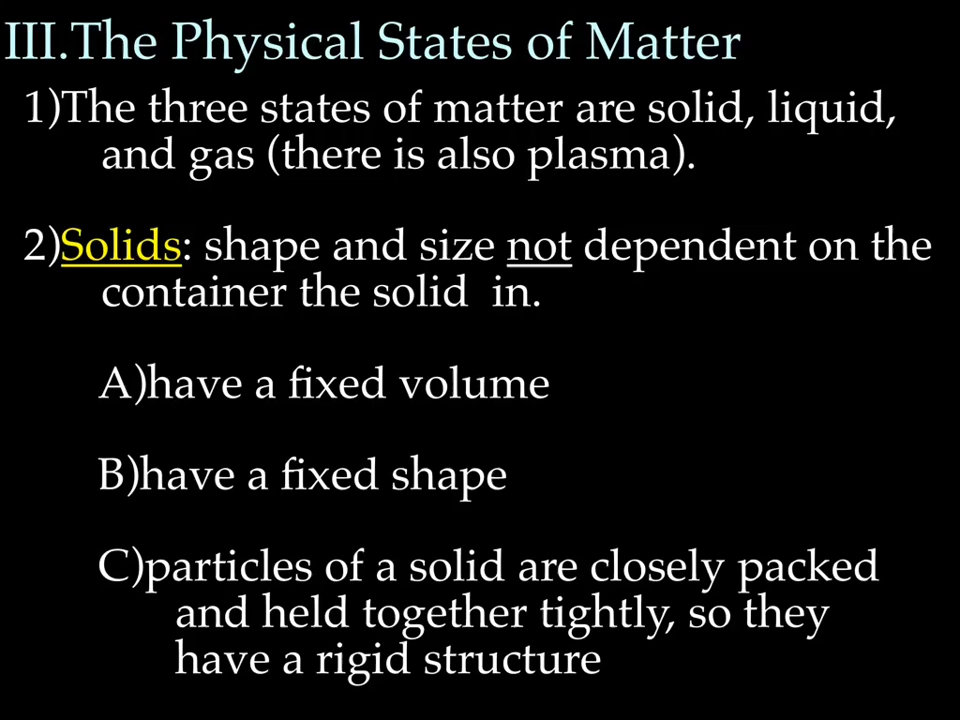 III.The Physical States of Matter
1)The three states of matter are solid, liquid,
and gas (there is also plasma).
2)Solids: shape and size not dependent on the
container the solid  in.
A)have a fixed volume
B)have a fixed shape
C)particles of a solid are closely packed
and held together tightly, so they
have a rigid structure